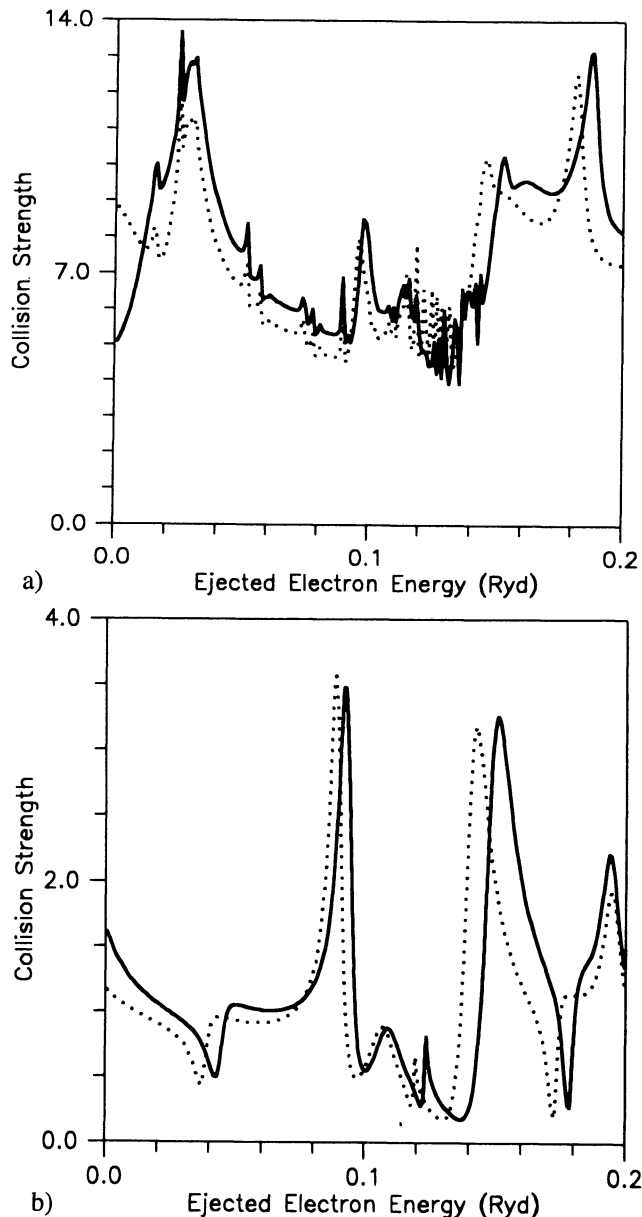 14.0
7.0
0.0
Collision Strength
0.0
0.1
0.2
Ejected Electron Energy (Ryd)
a)
4.0
2.0
0.0
Collision Strength
0.0
0.1
0.2
Ejected Electron Energy (Ryd)
b)